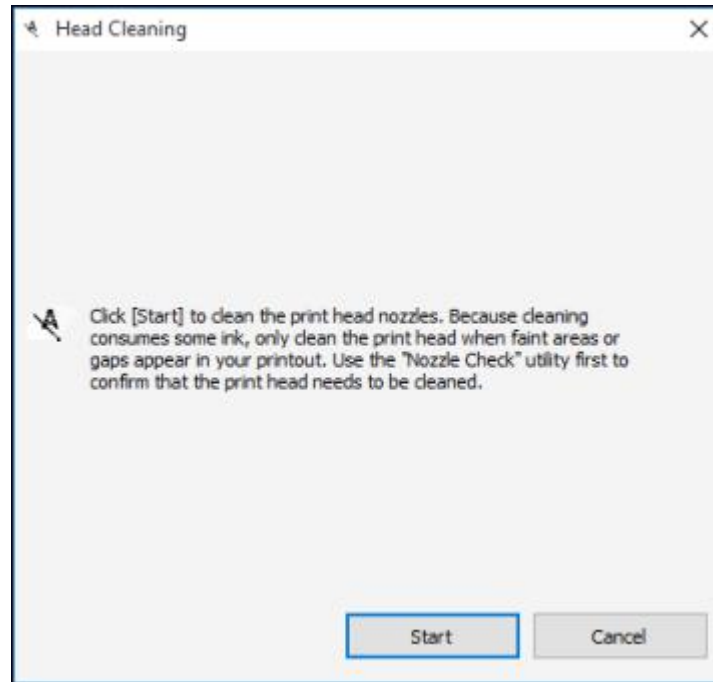 Head Cleaning
Click [Start] to clean the print head nozzles. Because cleaning
consumes some ink, only clean the print head when faint areas or
gaps appear in your printout. Use the "Nozzle Check" utility first to
confirm that the print head needs to be cleaned.
Start
Cancel